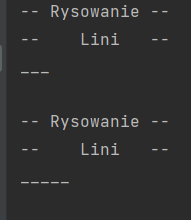 -- Rysowanie --
--    Lini   --
---

-- Rysowanie --
--    Lini   --
-----